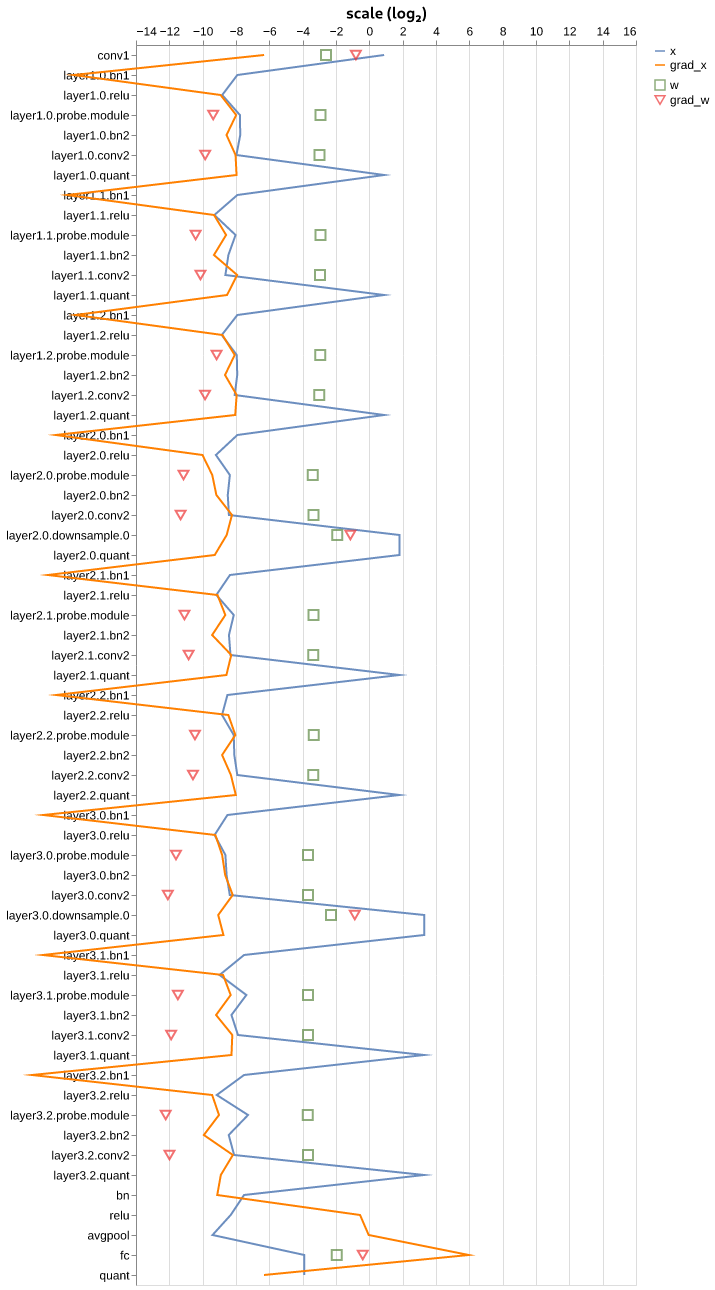 scale (log₂)
−14 −12 −10 −8 −6 −4 −2 0 2 4 6 8 10 12 14 16
x
grad_x
w
grad_w
conv1
layer1.0.bn1
layer1.0.relu
layer1.0.probe.module
layer1.0.bn2
layer1.0.conv2
layer1.0.quant
layer1.1.bn1
layer1.1.relu
layer1.1.probe.module
layer1.1.bn2
layer1.1.conv2
layer1.1.quant
layer1.2.bn1
layer1.2.relu
layer1.2.probe.module
layer1.2.bn2
layer1.2.conv2
layer1.2.quant
layer2.0.bn1
layer2.0.relu
layer2.0.probe.module
layer2.0.bn2
layer2.0.conv2
layer2.0.downsample.0
layer2.0.quant
layer2.1.bn1
layer2.1.relu
layer2.1.probe.module
layer2.1.bn2
layer2.1.conv2
layer2.1.quant
layer2.2.bn1
layer2.2.relu
layer2.2.probe.module
layer2.2.bn2
layer2.2.conv2
layer2.2.quant
layer3.0.bn1
layer3.0.relu
layer3.0.probe.module
layer3.0.bn2
layer3.0.conv2
layer3.0.downsample.0
layer3.0.quant
layer3.1.bn1
layer3.1.relu
layer3.1.probe.module
layer3.1.bn2
layer3.1.conv2
layer3.1.quant
layer3.2.bn1
layer3.2.relu
layer3.2.probe.module
layer3.2.bn2
layer3.2.conv2
layer3.2.quant
bn
relu
avgpool
fc
quant